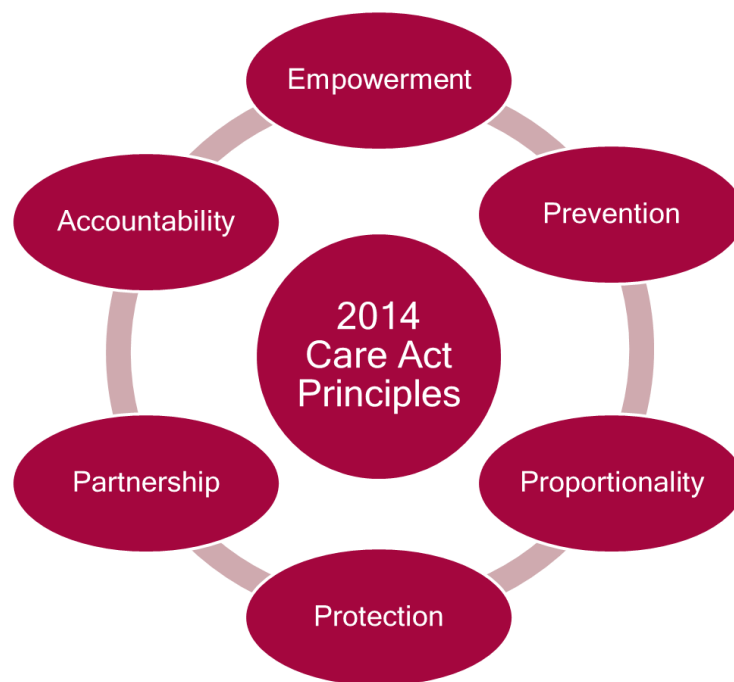 Empowerment
Prevention
Accountability
2014
Care Act
Principles
Proportionality
Partnership
Protection